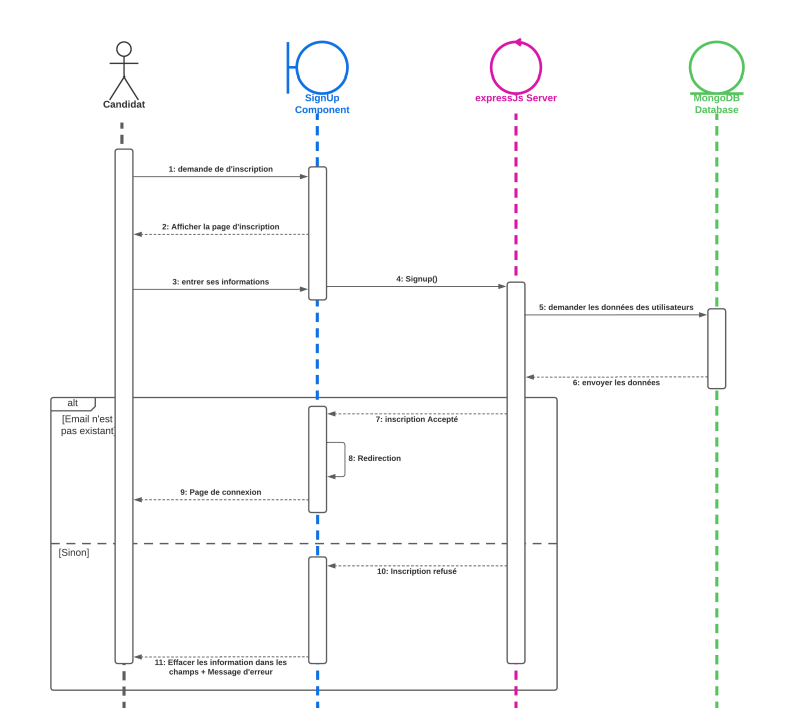 Candidat
SignUp
Component
expressJs Server
MongoDB
Database
1: demande de d'inscription
2: Afficher la page d'inscription
3: entrer ses informations
4: Signup()
5: demander les données des utilisateurs
6: envoyer les données
alt
[Email n'est
pas existant
7: inscription Accepté
8: Redirection
9: Page de connexion
[Sinon]
10: Inscription refusé
11: Effacer les information dans les
champs + Message d'erreur